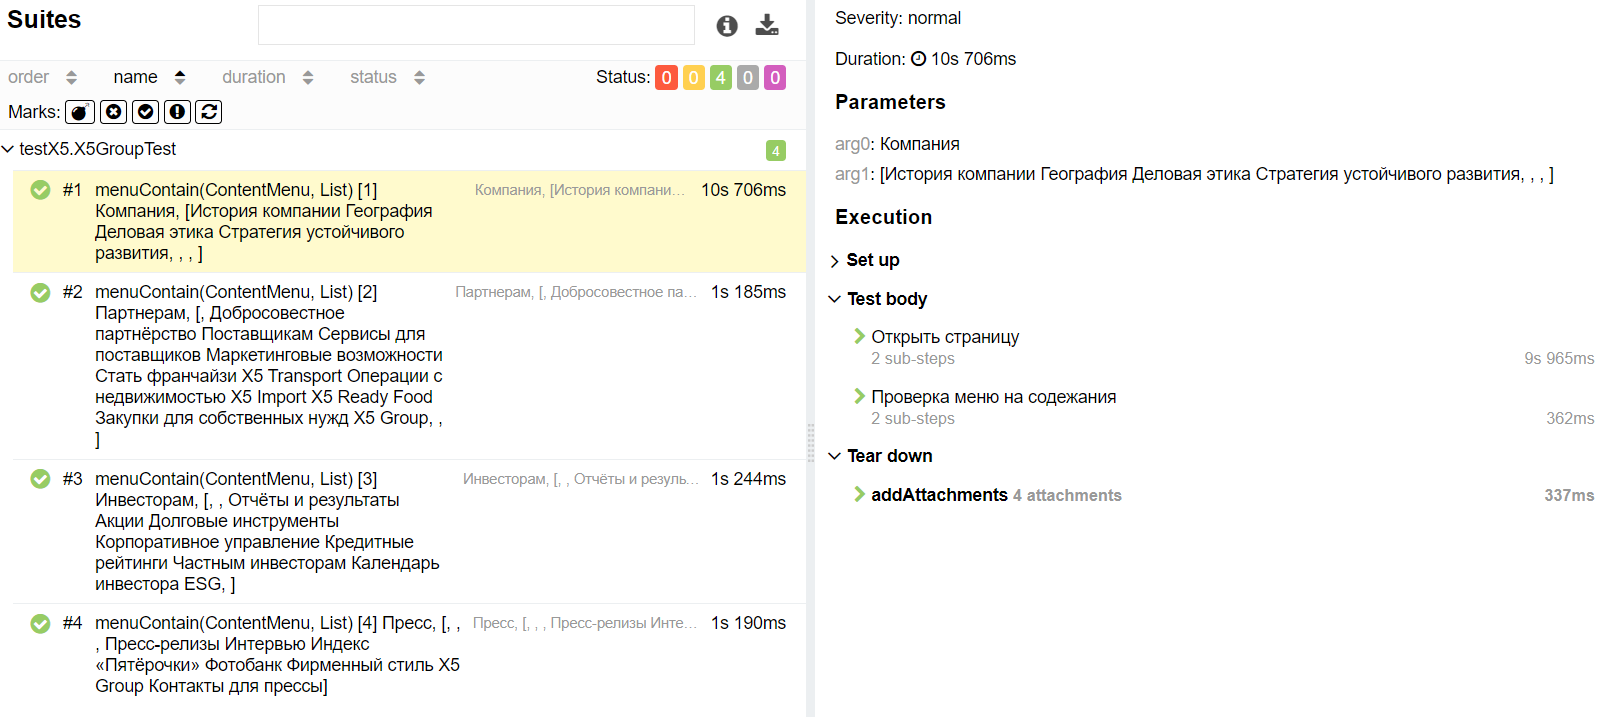 Suites
order name duration status Status: 0 0 4 0 0
Marks:
testX5.X5GroupTest 4
#1 menuContain(ContentMenu, List) [1] Компания, [История компани... 10s 706ms
Компания, [История компании География
Деловая этика Стратегия устойчивого
развития, , , ]
#2 menuContain(ContentMenu, List) [2] Партнерам, [, Добросовестное па... 1s 185ms
Партнерам, [, Добросовестное
партнёрство Поставщикам Сервисы для
поставщиков Маркетинговые возможности
Стать франчайзи X5 Transport Операции с
недвижимостью X5 Import X5 Ready Food
Закупки для собственных нужд X5 Group, ,
]
#3 menuContain(ContentMenu, List) [3] Инвесторам, [, , Отчёты и резуль... 1s 244ms
Инвесторам, [, , Отчёты и результаты
Акции Долговые инструменты
Корпоративное управление Кредитные
рейтинги Частным инвесторам Календарь
инвестора ESG, ]
#4 menuContain(ContentMenu, List) [4] Пресс, [, , Пресс, [, , , Пресс-релизы Инте... 1s 190ms
, Пресс-релизы Интервью Индекс
«Пятёрочки» Фотобанк Фирменный стиль X5
Group Контакты для прессы]
Severity: normal
Duration: 10s 706ms
Parameters
arg0: Компания
arg1: [История компании География Деловая этика Стратегия устойчивого развития, , , ]
Execution
Set up
Test body
Открыть страницу
2 sub-steps 9s 965ms
Проверка меню на содежания
2 sub-steps 362ms
Tear down
addAttachments 4 attachments 337ms